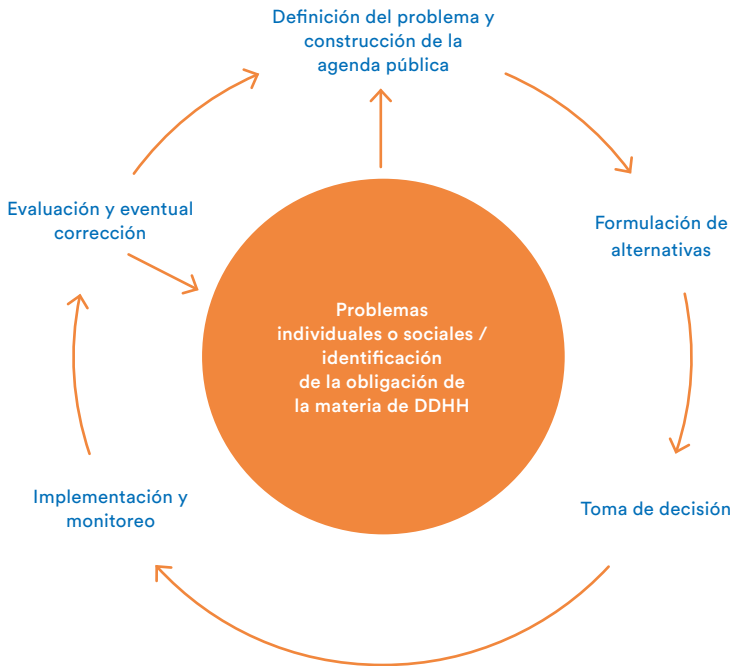 Definición del problema y
construcción de la
agenda pública
Formulación de
alternativas
Toma de decisión
Implementación y
monitoreo
Evaluación y eventual
corrección
Problemas
individuales o sociales /
identificación
de la obligación de
la materia de DDHH